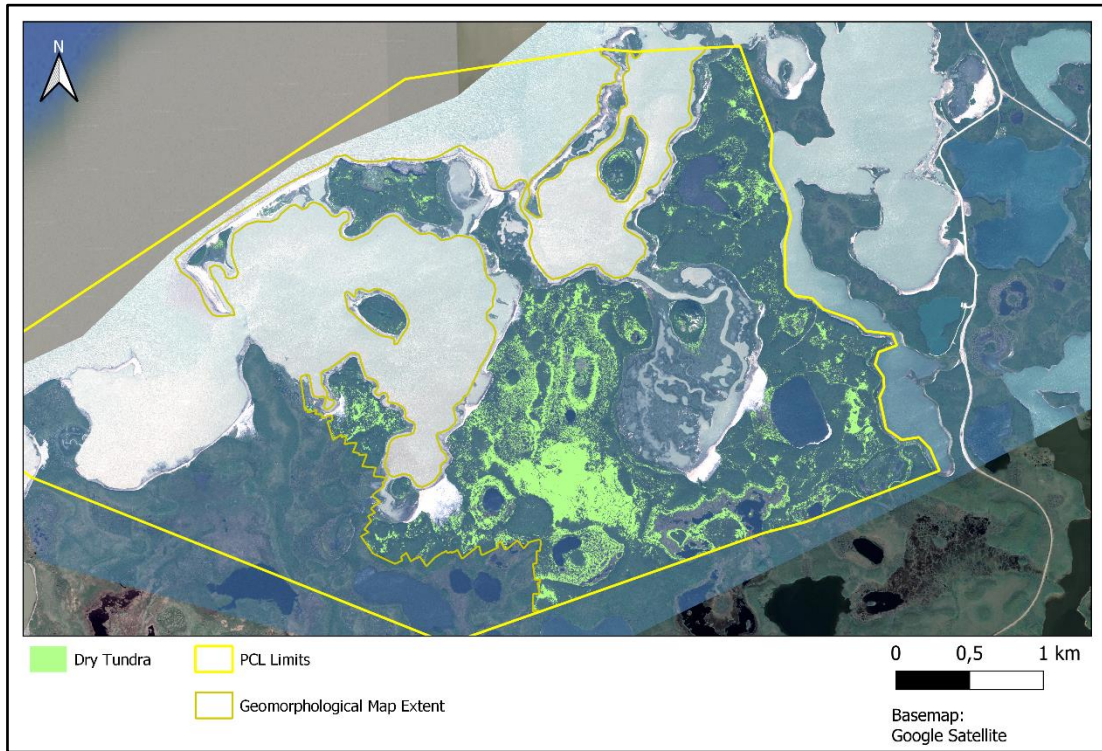 N
Dry Tundra
PCL Limits
Geomorphological Map Extent
0 0,5 1 km
Basemap:
Google Satellite